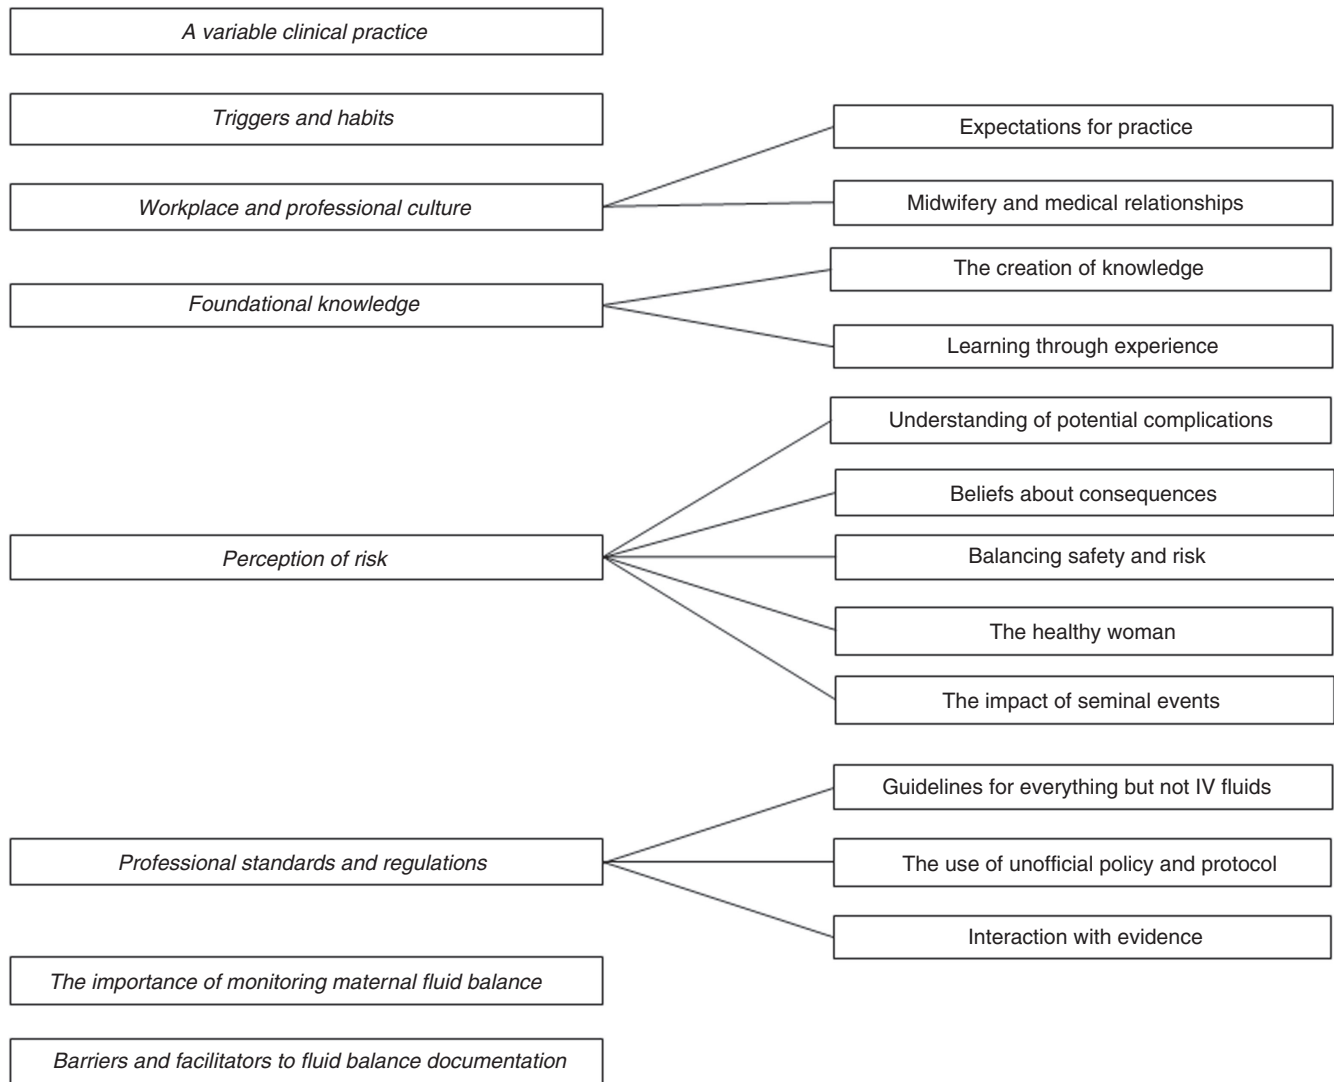 A variable clinical practice
Triggers and habits
Workplace and professional culture
Expectations for practice
Midwifery and medical relationships
Foundational knowledge
The creation of knowledge
Learning through experience
Perception of risk
Understanding of potential complications
Beliefs about consequences
Balancing safety and risk
The healthy woman
The impact of seminal events
Professional standards and regulations
Guidelines for everything but not IV fluids
The use of unofficial policy and protocol
Interaction with evidence
The importance of monitoring maternal fluid balance
Barriers and facilitators to fluid balance documentation